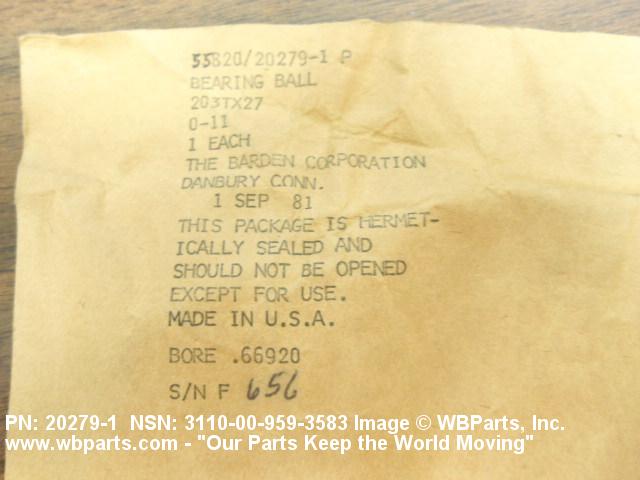 55820/20279-1 P
BEARING BALL
203TX27
0-11
1 EACH
THE BARDEN CORPORATION
DANBURY CONN.
1 SEP 81
THIS PACKAGE IS HERMET-
ICALLY SEALED AND
SHOULD NOT BE OPENED
EXCEPT FOR USE.
MADE IN U.S.A.
BORE .66920
S/N F 656
PN: 20279-1 NSN: 3110-00-959-3583 Image © WBParts, Inc.
www.wbparts.com - "Our Parts Keep the World Moving"